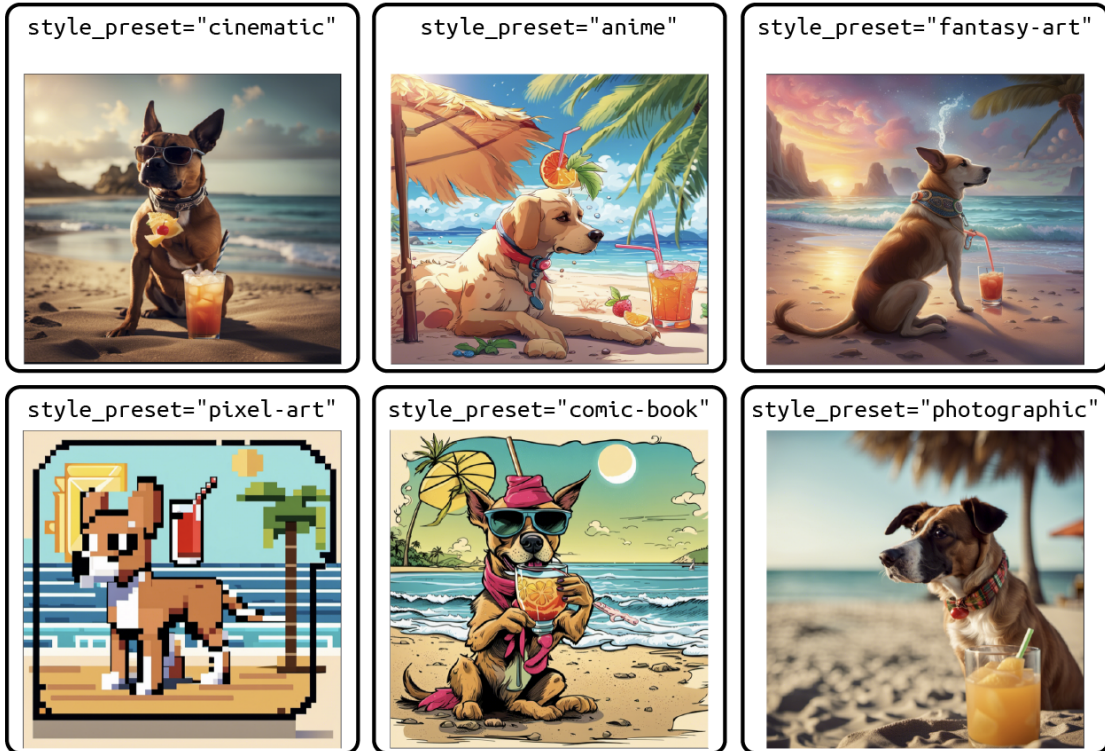 style_preset="cinematic"
style_preset="anime"
style_preset="fantasy-art"
style_preset="pixel-art"
style_preset="comic-book"
style_preset="photographic"